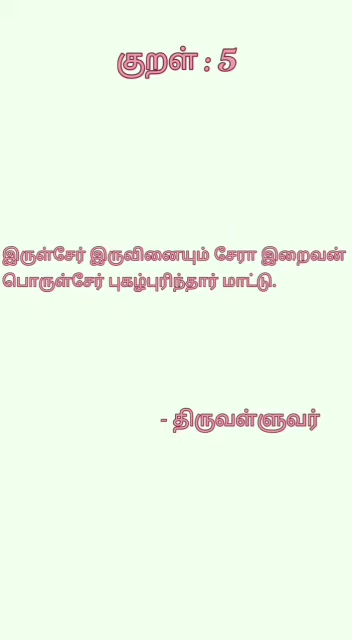 குறள் : 5
இருள்சேர் இருவினையும் சேரா இறைவன்
பொருள்சேர் புகழ்புரிந்தார் மாட்டு.
- திருவள்ளுவர்